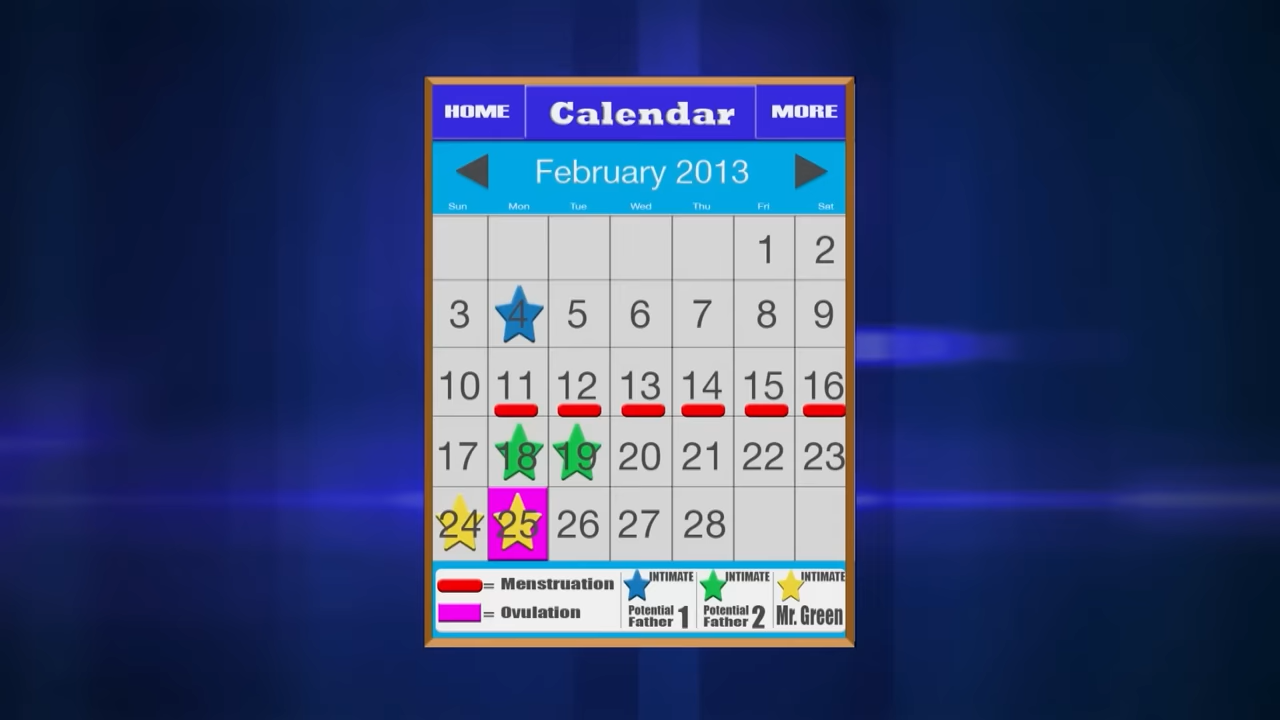 HOME Calendar MORE
February 2013
Sun Mon Tue Wed Thu Fri Sat
1 2
3 4 5 6 7 8 9
10 11 12 13 14 15 16
17 18 19 20 21 22 23
24 25 26 27 28
= Menstruation
= Ovulation
INTIMATE
Potential
Father 1
INTIMATE
Potential
Father 2
INTIMATE
Mr. Green